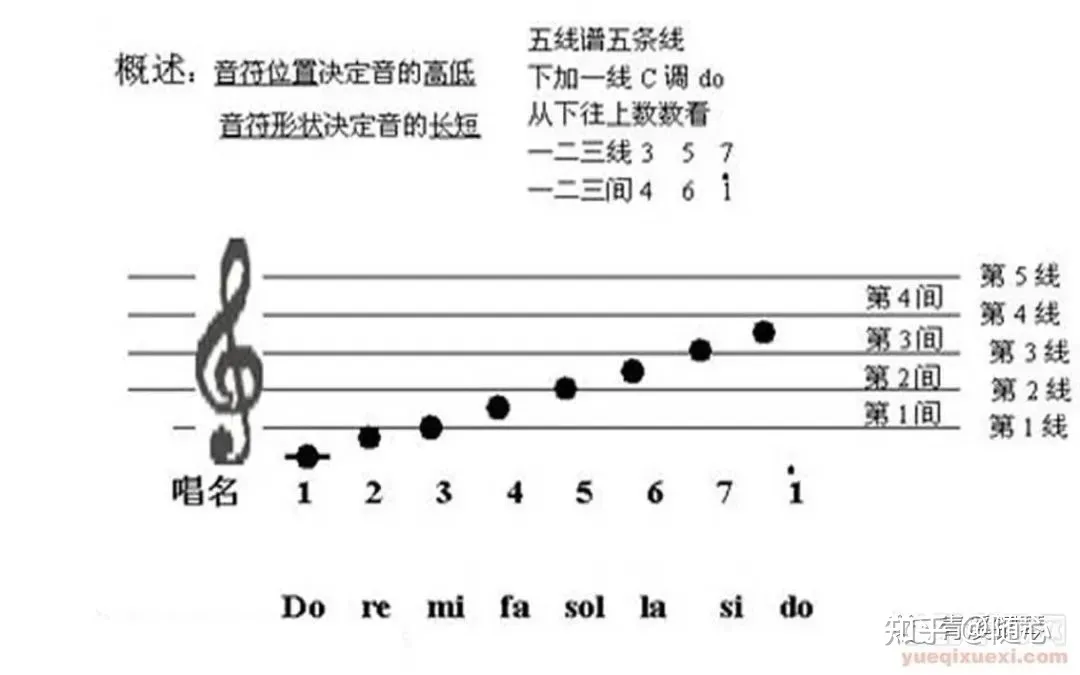 概述：音符位置决定音的高低
音符形状决定音的长短
五线谱五条线
下加一线 C 调 do
从下往上数数看
一二三线 3 5 7
一二三间 4 6 i
第 5 线
第 4 间
第 4 线
第 3 间
第 3 线
第 2 间
第 2 线
第 1 间
第 1 线
唱名 1 2 3 4 5 6 7 i
Do re mi fa sol la si do
知乎
yueqixuexi.com